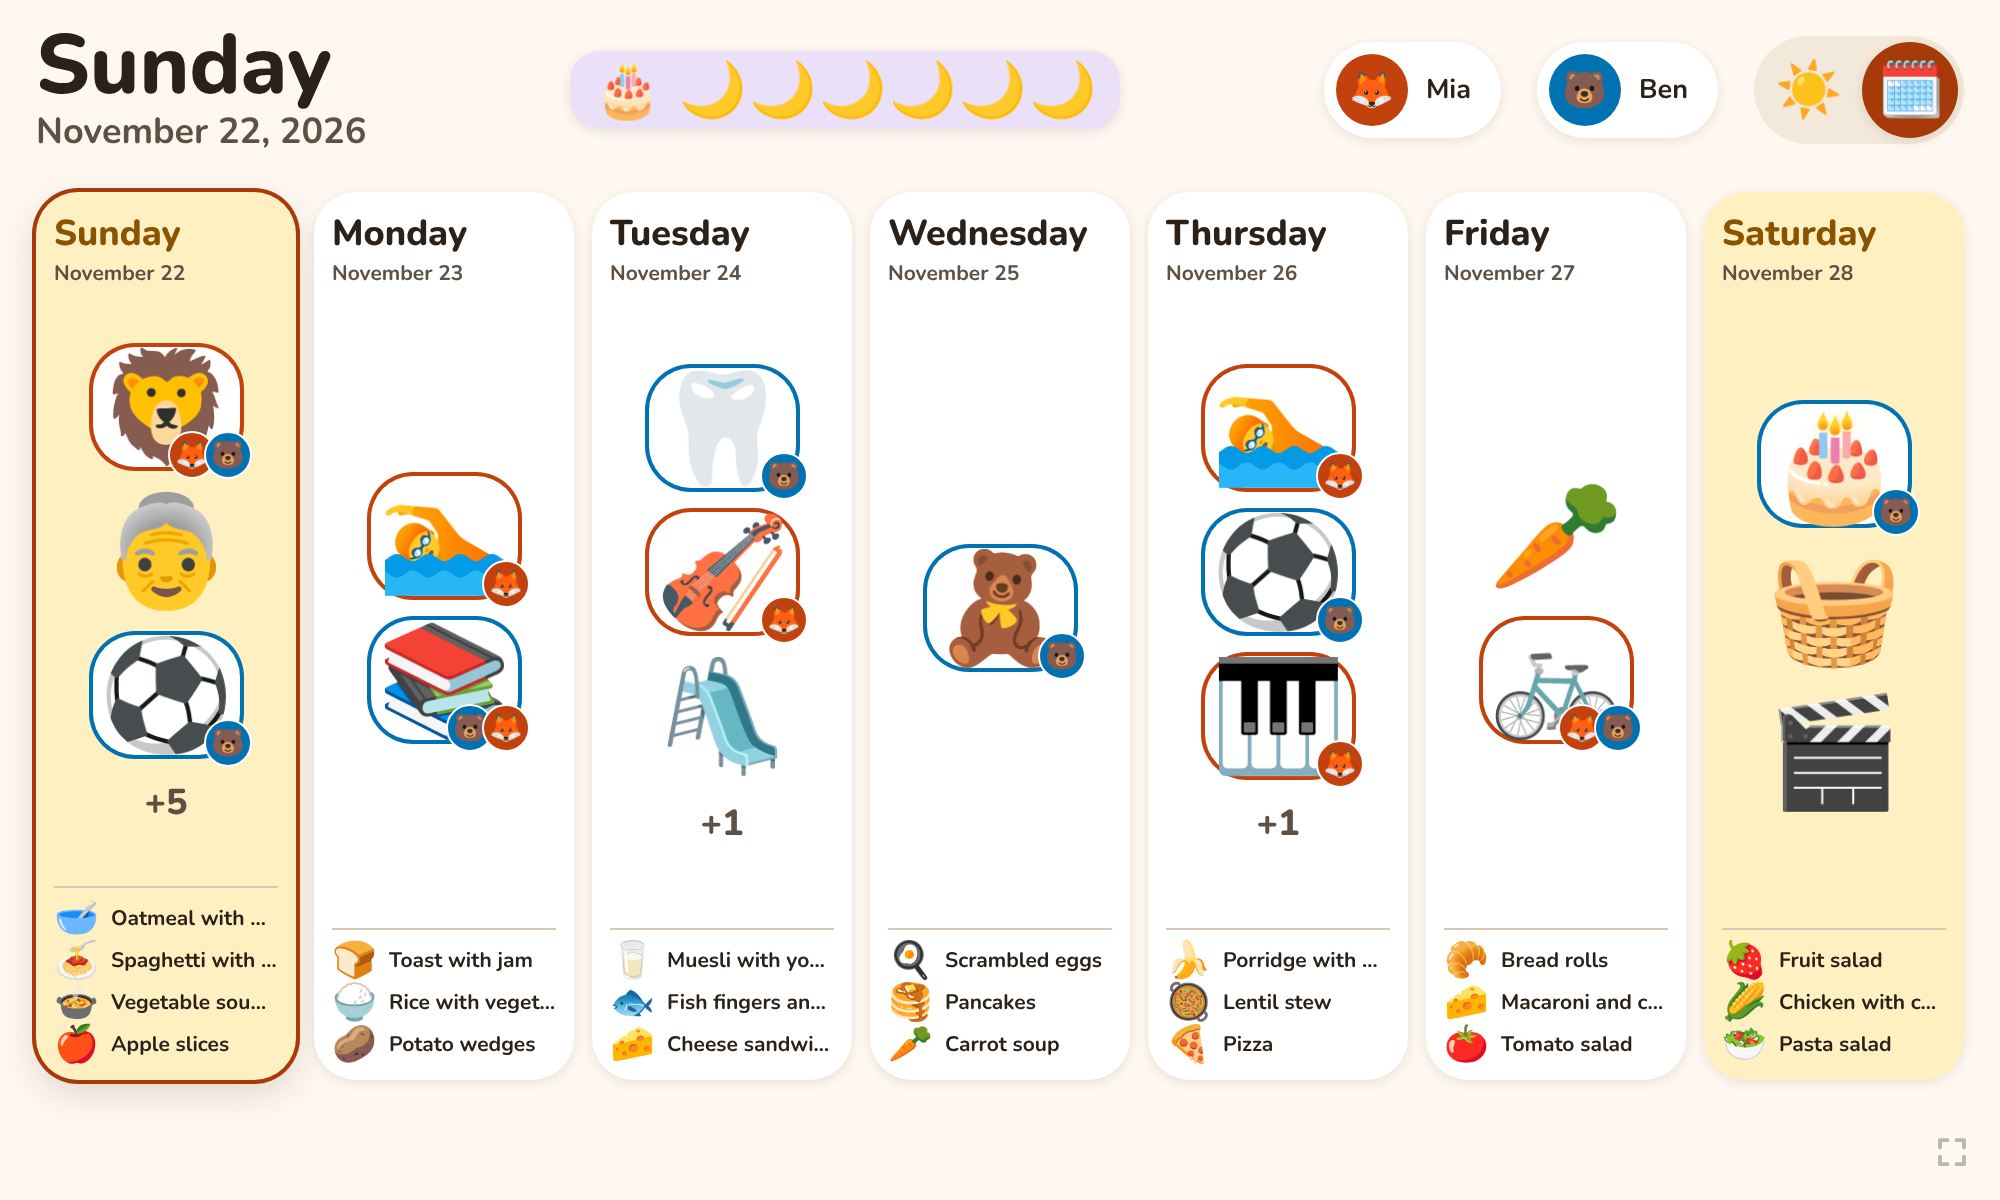 Sunday
November 22, 2026
Mia
Ben
Sunday
November 22
+5
Oatmeal with ...
Spaghetti with ...
Vegetable sou...
Apple slices
Monday
November 23
Toast with jam
Rice with veget...
Potato wedges
Tuesday
November 24
+1
Muesli with yo...
Fish fingers an...
Cheese sandwi...
Wednesday
November 25
Scrambled eggs
Pancakes
Carrot soup
Thursday
November 26
+1
Porridge with ...
Lentil stew
Pizza
Friday
November 27
Bread rolls
Macaroni and c...
Tomato salad
Saturday
November 28
Fruit salad
Chicken with c...
Pasta salad